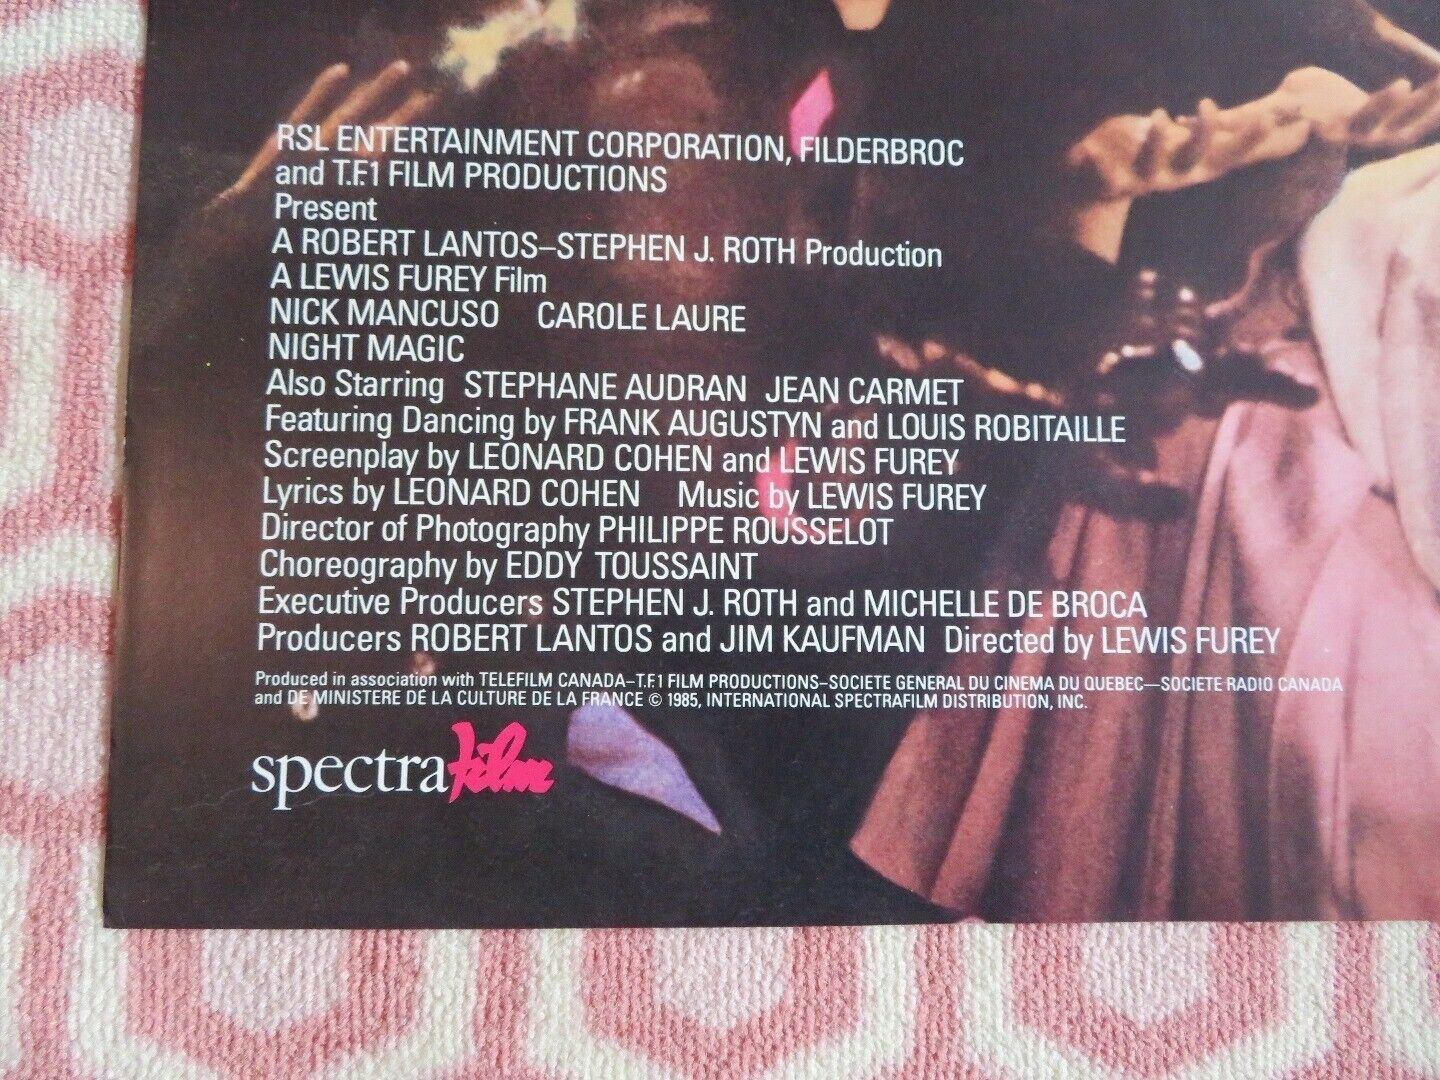 RSL ENTERTAINMENT CORPORATION, FILDERBROC
and T.F.1 FILM PRODUCTIONS
Present
A ROBERT LANTOS–STEPHEN J. ROTH Production
A LEWIS FUREY Film
NICK MANCUSO CAROLE LAURE
NIGHT MAGIC
Also Starring STEPHANE AUDRAN JEAN CARMET
Featuring Dancing by FRANK AUGUSTYN and LOUIS ROBITAILLE
Screenplay by LEONARD COHEN and LEWIS FUREY
Lyrics by LEONARD COHEN Music by LEWIS FUREY
Director of Photography PHILIPPE ROUSSELOT
Choreography by EDDY TOUSSAINT
Executive Producers STEPHEN J. ROTH and MICHELLE DE BROCA
Producers ROBERT LANTOS and JIM KAUFMAN Directed by LEWIS FUREY
Produced in association with TELEFILM CANADA–T.F.1 FILM PRODUCTIONS–SOCIETE GENERAL DU CINEMA DU QUEBEC—SOCIETE RADIO CANADA
and DE MINISTERE DE LA CULTURE DE LA FRANCE © 1985, INTERNATIONAL SPECTRAFILM DISTRIBUTION, INC.
spectrafilm